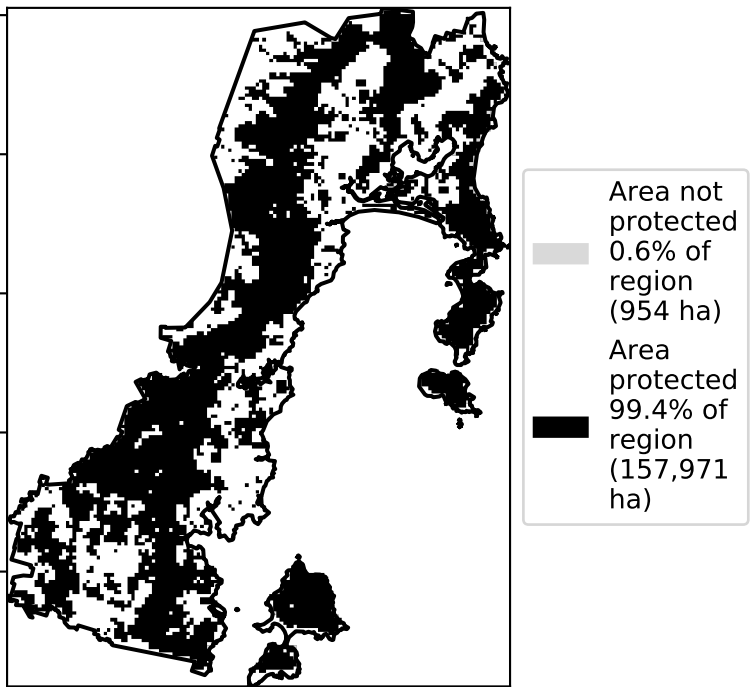 Area not
protected
0.6% of
region
(954 ha)
Area
protected
99.4% of
region
(157,971
ha)